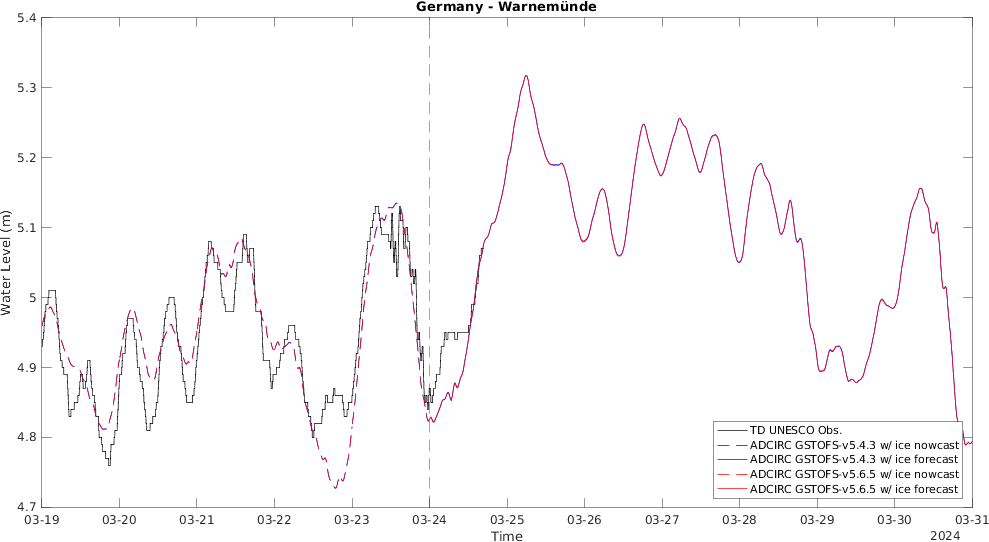 Germany - Warnemünde
5.4
5.3
5.2
5.1
5
4.9
4.8
4.7
Water Level (m)
TD UNESCO Obs.
ADCIRC GSTOFS-v5.4.3 w/ ice nowcast
ADCIRC GSTOFS-v5.4.3 w/ ice forecast
ADCIRC GSTOFS-v5.6.5 w/ ice nowcast
ADCIRC GSTOFS-v5.6.5 w/ ice forecast
03-19 03-20 03-21 03-22 03-23 03-24 03-25 03-26 03-27 03-28 03-29 03-30 03-31
Time
2024